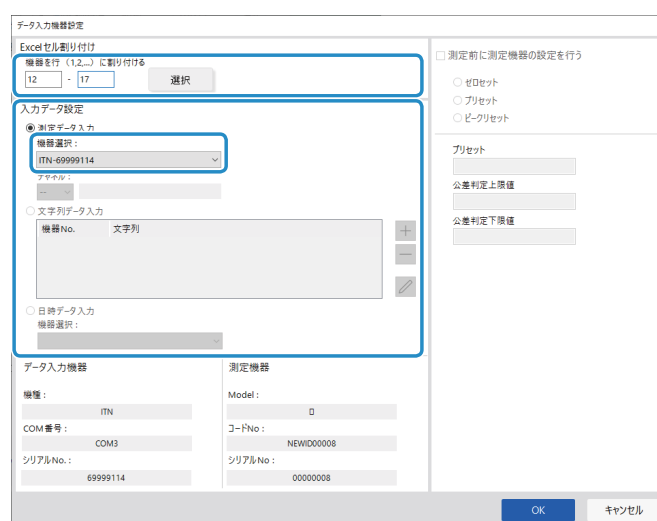 データ入力機器設定
Excelセル割り付け
機器を行 (1,2,...) に割り付ける
12 - 17 選択
入力データ設定
測定データ入力
機器選択：
ITN-69999114
チャネル：
---
文字列データ入力
機器No. 文字列
日時データ入力
機器選択：
データ入力機器
機種：
ITN
COM番号：
COM3
シリアルNo.：
69999114
測定機器
Model：
コードNo：
NEWID00008
シリアルNo：
00000008
測定前に測定機器の設定を行う
ゼロセット
プリセット
ピークリセット
プリセット
公差判定上限値
公差判定下限値
OK キャンセル